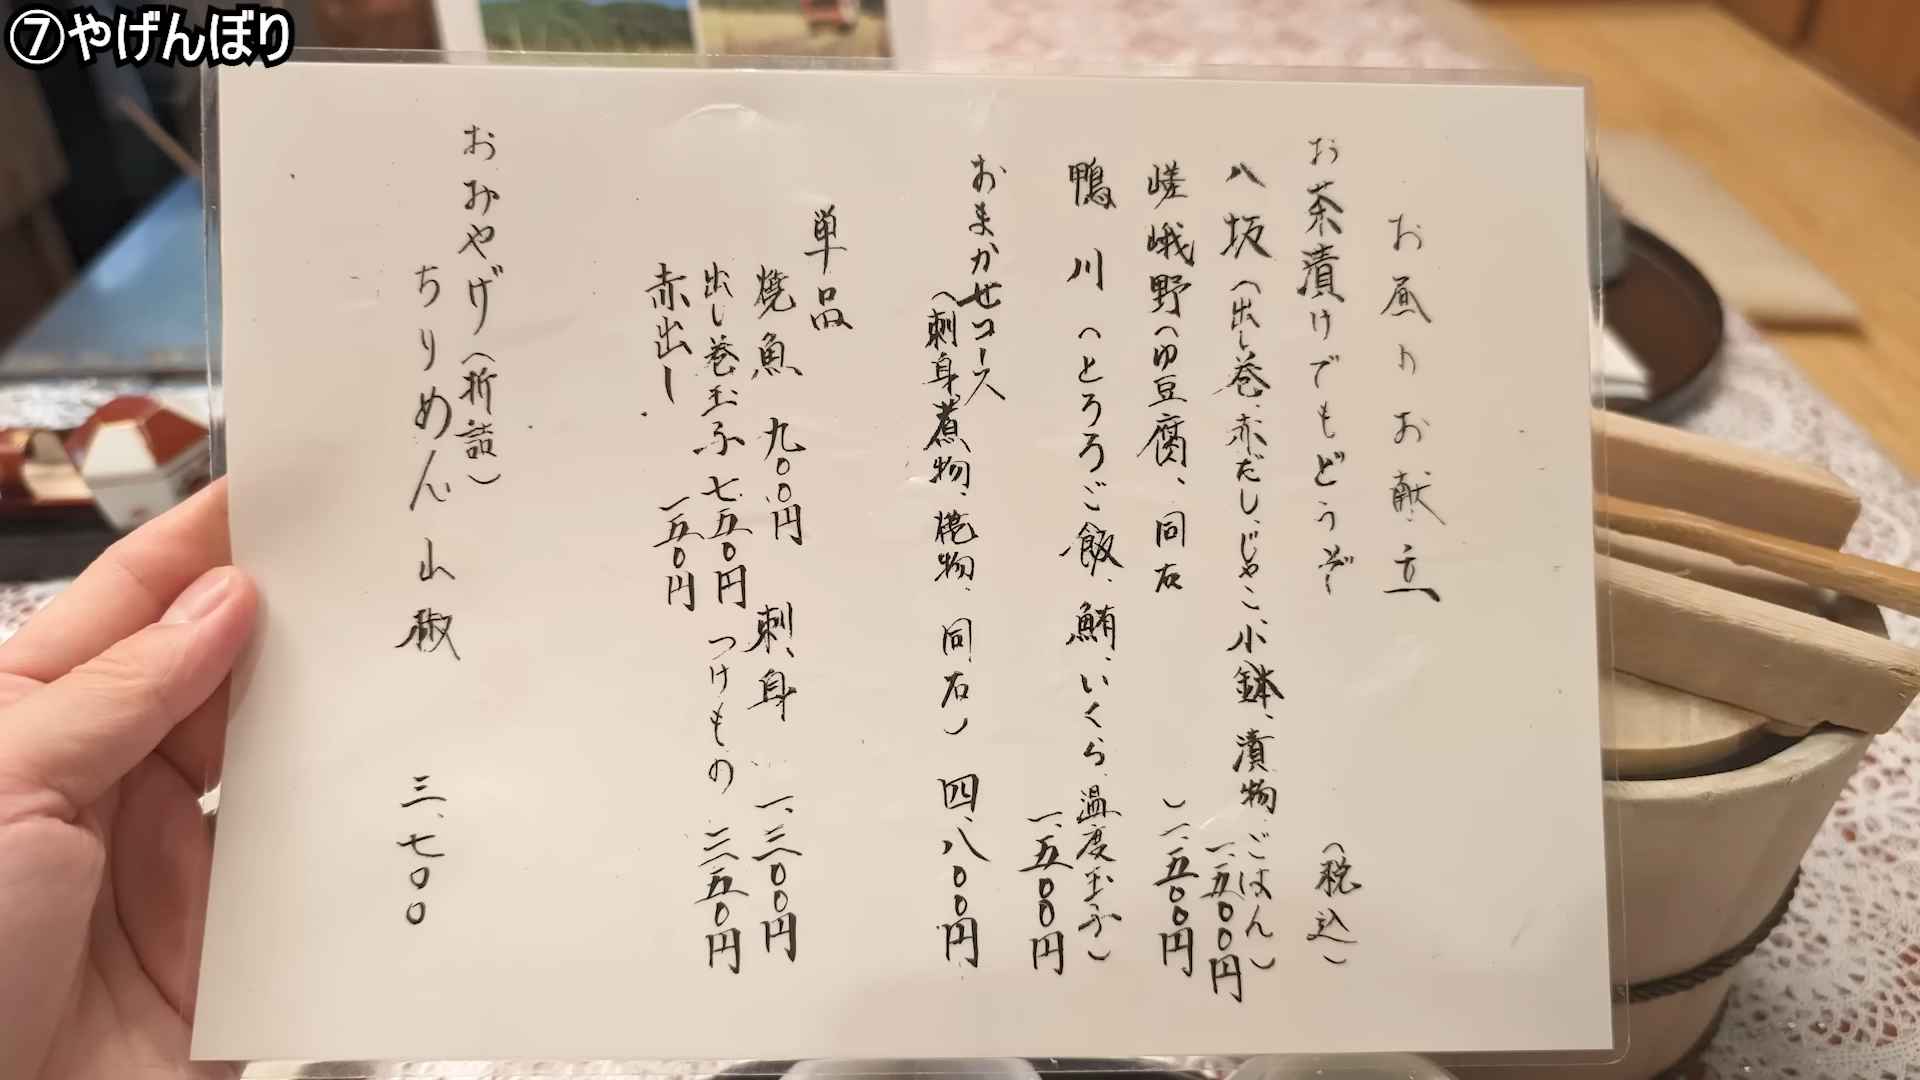 ⑦やげんぼり
お昼のお献立
お茶漬けでもどうぞ （税込）
八坂（出し巻、赤だし、じゃこ、小鉢、漬物、ごはん）
一、五〇〇円
嵯峨野（ゆ豆腐、同右 ）一、五〇〇円
鴨川（とろろご飯、鮪、いくら、温度玉子）
一、五〇〇円
おまかせコース
（刺身、煮物、焼物、同右）四、八〇〇円
単品
焼魚 九〇〇円 刺身 一、三〇〇円
出し巻玉子 七五〇円 つけもの 三五〇円
赤出し 一五〇円
おみやげ（折詰）
ちりめん山椒 三、七〇〇